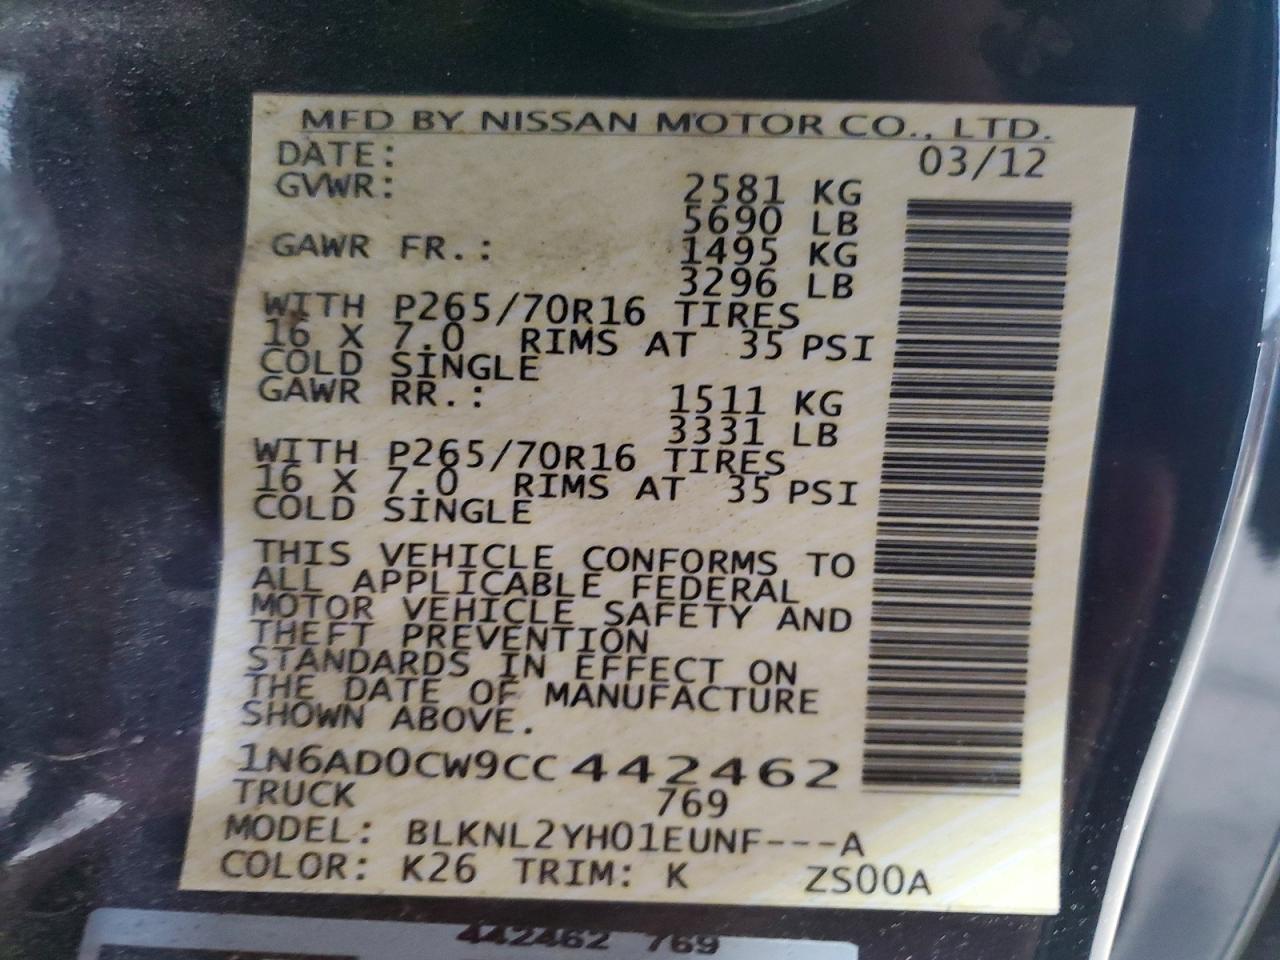 MFD BY NISSAN MOTOR CO., LTD.
DATE: 03/12
GVWR: 2581 KG
5690 LB
GAWR FR.: 1495 KG
3296 LB
WITH P265/70R16 TIRES
16 X 7.0 RIMS AT 35 PSI
COLD SINGLE
GAWR RR.: 1511 KG
3331 LB
WITH P265/70R16 TIRES
16 X 7.0 RIMS AT 35 PSI
COLD SINGLE
THIS VEHICLE CONFORMS TO
ALL APPLICABLE FEDERAL
MOTOR VEHICLE SAFETY AND
THEFT PREVENTION
STANDARDS IN EFFECT ON
THE DATE OF MANUFACTURE
SHOWN ABOVE.
1N6AD0CW9CC442462
TRUCK 769
MODEL: BLKNL2YH01EUNF---A
COLOR: K26 TRIM: K ZS00A
442462 769